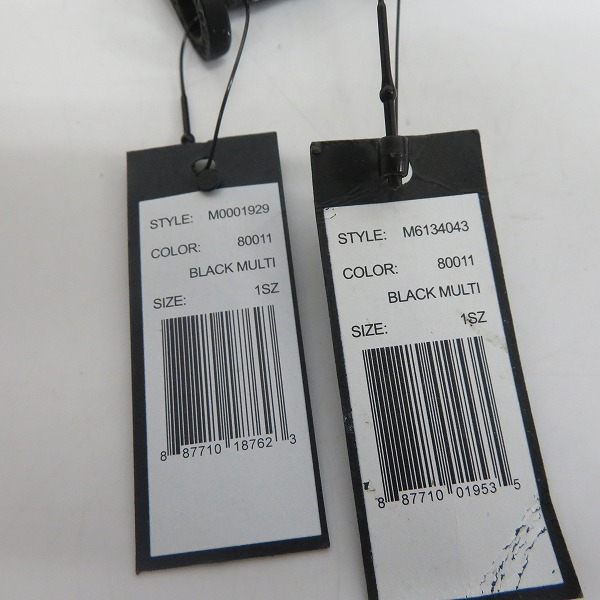 STYLE: M0001929
COLOR: 80011
BLACK MULTI
SIZE: 1SZ
8 87710 18762 3
STYLE: M6134043
COLOR: 80011
BLACK MULTI
SIZE: 1SZ
8 87710 01953 5